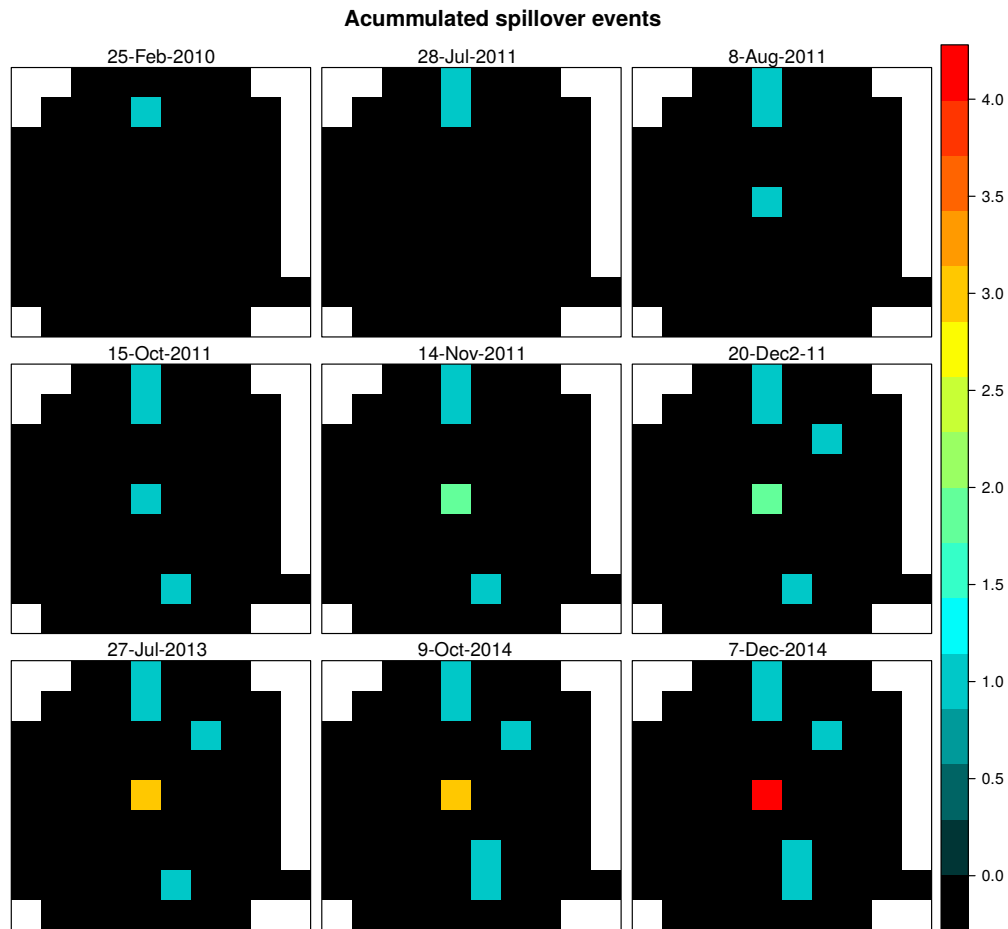 Acummulated spillover events
25-Feb-2010
28-Jul-2011
8-Aug-2011
15-Oct-2011
14-Nov-2011
20-Dec2-11
27-Jul-2013
9-Oct-2014
7-Dec-2014
4.0
3.5
3.0
2.5
2.0
1.5
1.0
0.5
0.0